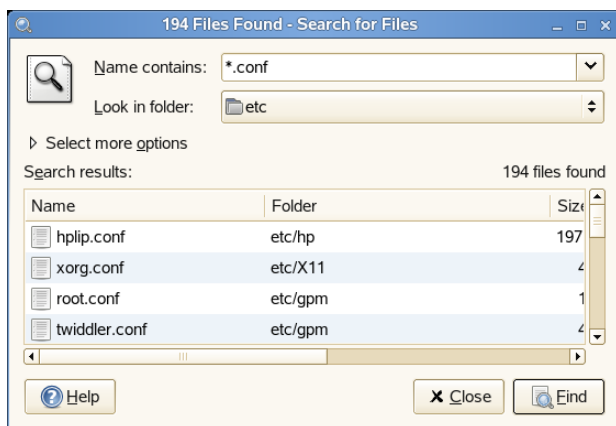 194 Files Found - Search for Files
Name contains: *.conf
Look in folder: etc
Select more options
Search results: 194 files found
Name Folder
hplip.conf etc/hp 197
xorg.conf etc/X11
root.conf etc/gpm
twiddler.conf etc/gpm
Help Close Find